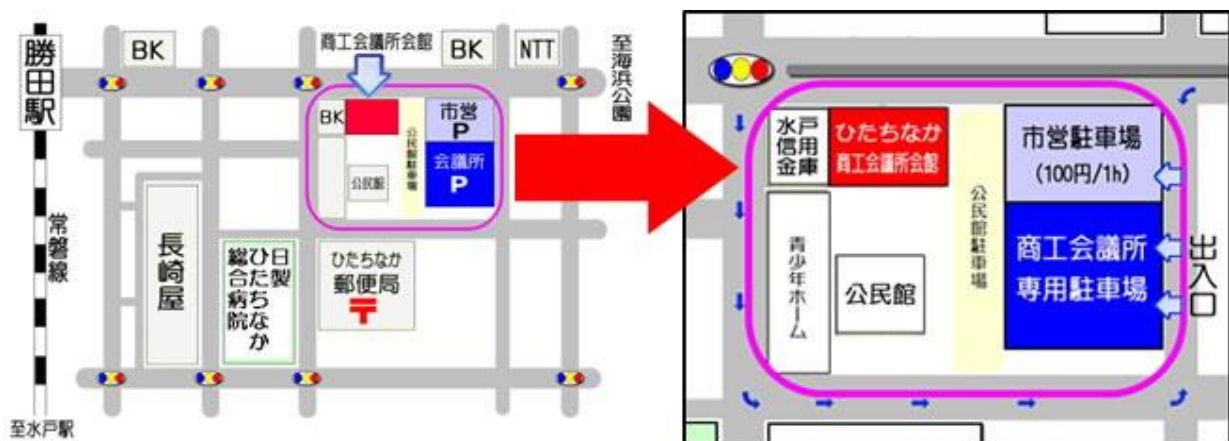 勝田駅
BK
商工会議所会館
BK
NTT
至海浜公園
BK
市営
P
会議所
P
公民館
公民館駐車場
常磐線
長崎屋
日製
ひたちなか
総合病院
ひたちなか
郵便局
〒
至水戸駅
水戸
信用
金庫
ひたちなか
商工会議所会館
市営駐車場
(100円/1h)
公民館駐車場
青少年ホーム
公民館
商工会議所
専用駐車場
出入口